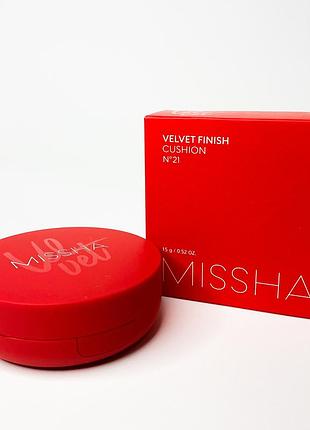 VELVET FINISH
CUSHION
N°21
15 g / 0.52 OZ.
MISSHA
Velvet
MISSHA